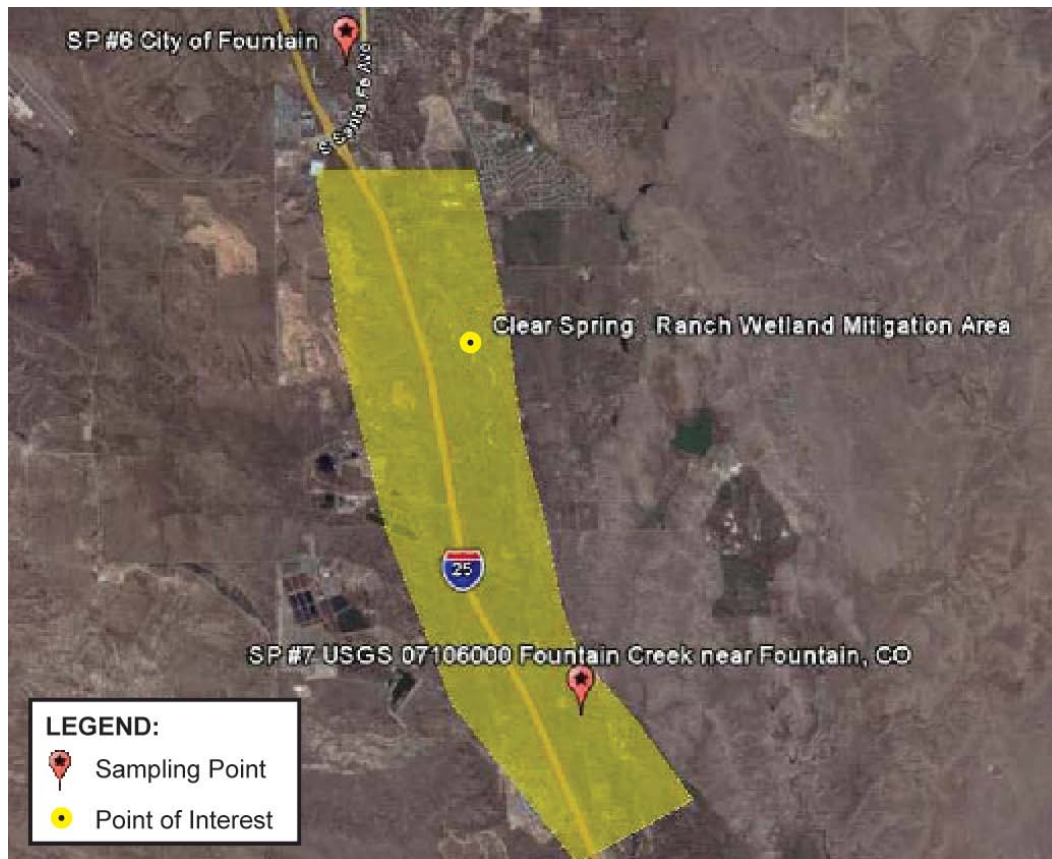 SP #6 City of Fountain
S Santa Fe Ave
Clear Spring Ranch Wetland Mitigation Area
25
SP #7 USGS 07106000 Fountain Creek near Fountain, CO
LEGEND:
Sampling Point
Point of Interest